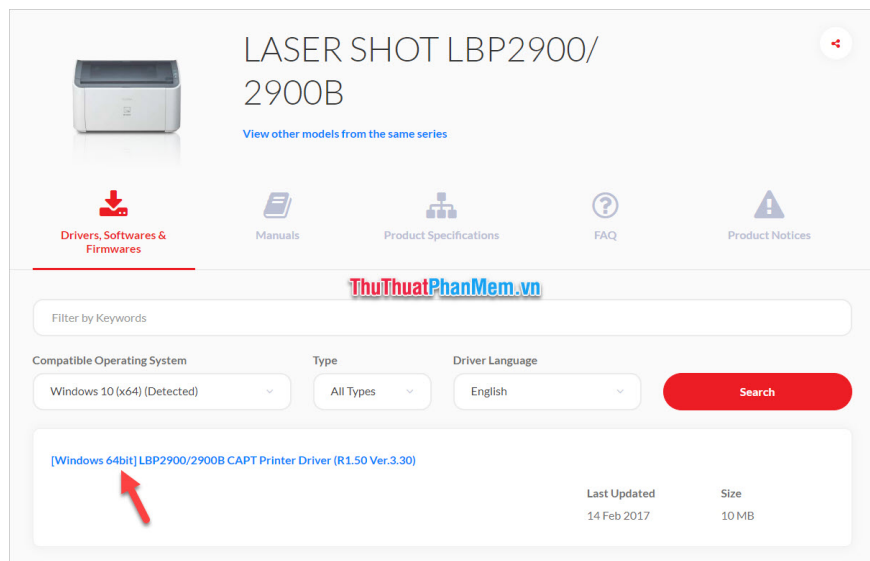 LASER SHOT LBP2900/
2900B
View other models from the same series
Drivers, Softwares &
Firmwares
Manuals
Product Specifications
FAQ
Product Notices
ThuThuatPhanMem.vn
Filter by Keywords
Compatible Operating System
Type
Driver Language
Windows 10 (x64) (Detected)
All Types
English
Search
[Windows 64bit] LBP2900/2900B CAPT Printer Driver (R1.50 Ver.3.30)
Last Updated
Size
14 Feb 2017
10 MB